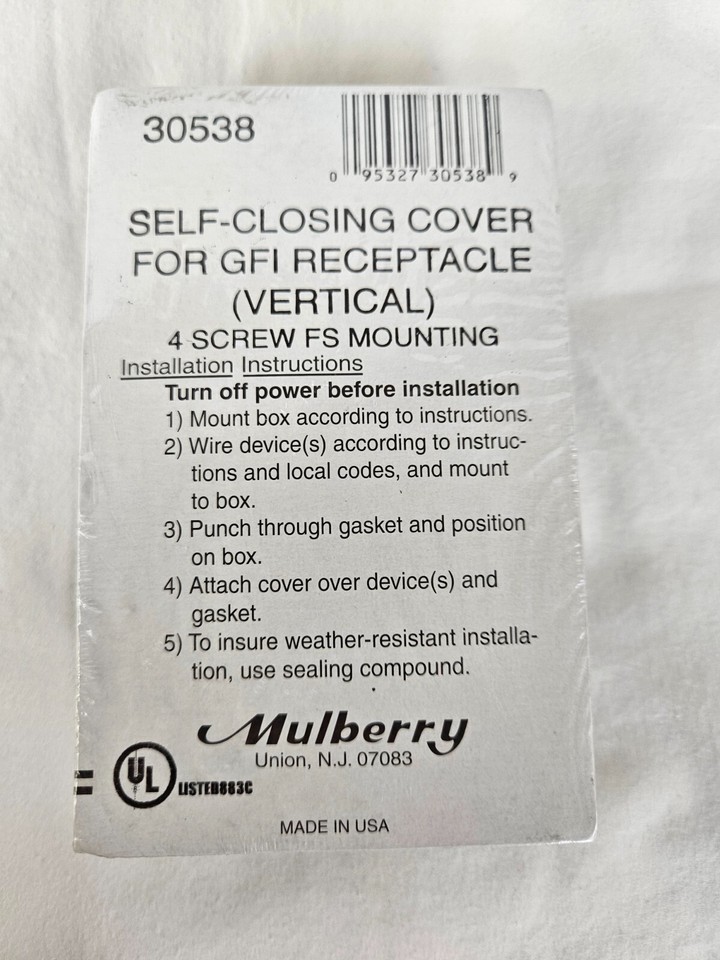 30538
0 95327 30538 9
SELF-CLOSING COVER
FOR GFI RECEPTACLE
(VERTICAL)
4 SCREW FS MOUNTING
Installation Instructions
Turn off power before installation
1) Mount box according to instructions.
2) Wire device(s) according to instruc-
tions and local codes, and mount
to box.
3) Punch through gasket and position
on box.
4) Attach cover over device(s) and
gasket.
5) To insure weather-resistant installa-
tion, use sealing compound.
Mulberry
Union, N.J. 07083
UL LISTED883C
MADE IN USA